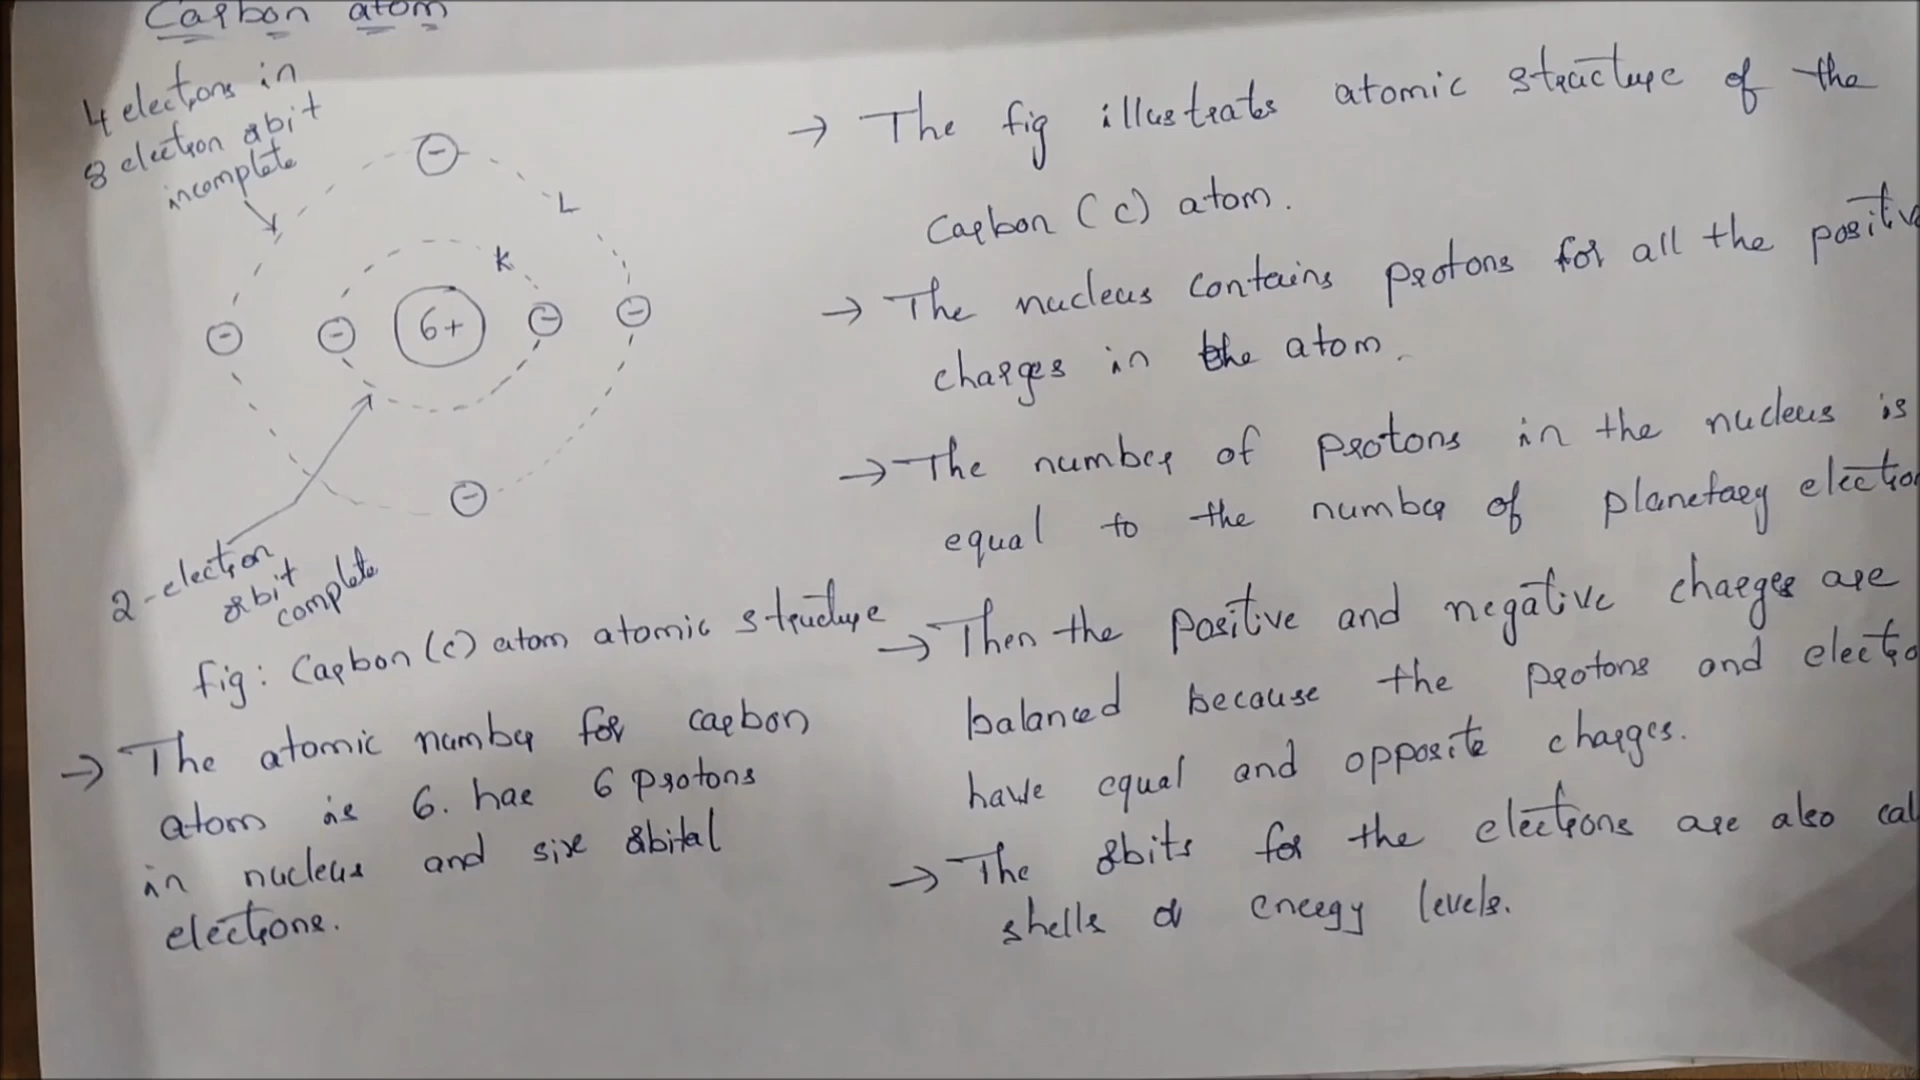 Carbon atom
4 electrons in
8 electron orbit
incomplete
L
K
6+
2-electron
orbit
complete
fig: Carbon (c) atom atomic structure
→ The atomic number for carbon
atom is 6. has 6 protons
in nucleus and six orbital
electrons.
→ The fig illustrates atomic structure of the
Carbon (C) atom.
→ The nucleus contains protons for all the positiv
charges in the atom.
→ The number of protons in the nucleus is
equal to the number of planetary electron
→ Then the positive and negative charges are
balanced because the protons and electro
have equal and opposite charges.
→ The orbits for the electrons are also call
shells or energy levels.